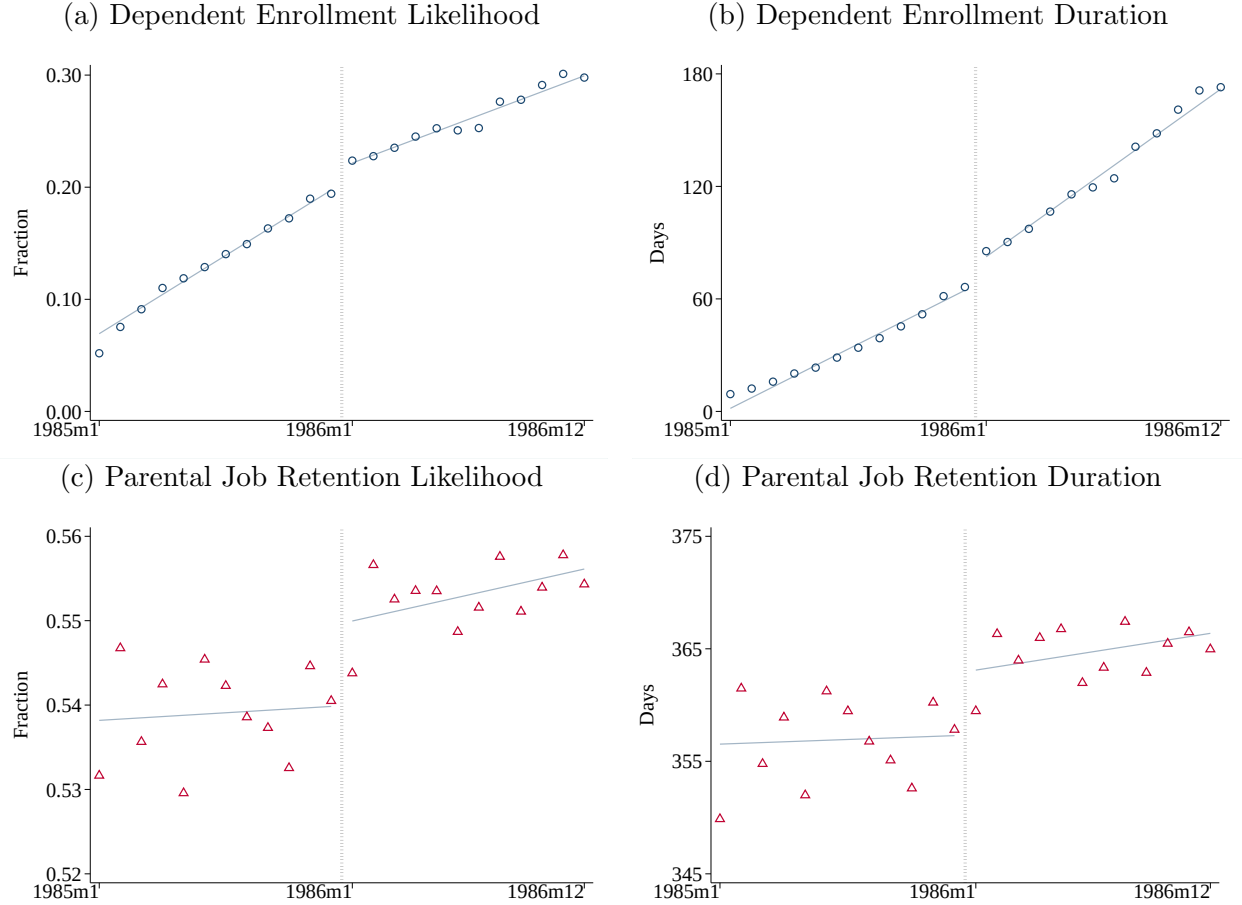 (a) Dependent Enrollment Likelihood
0.30
0.20
0.10
0.00
Fraction
1985m1
1986m1
1986m12
(b) Dependent Enrollment Duration
180
120
60
0
Days
1985m1
1986m1
1986m12
(c) Parental Job Retention Likelihood
0.56
0.55
0.54
0.53
0.52
Fraction
1985m1
1986m1
1986m12
(d) Parental Job Retention Duration
375
365
355
345
Days
1985m1
1986m1
1986m12